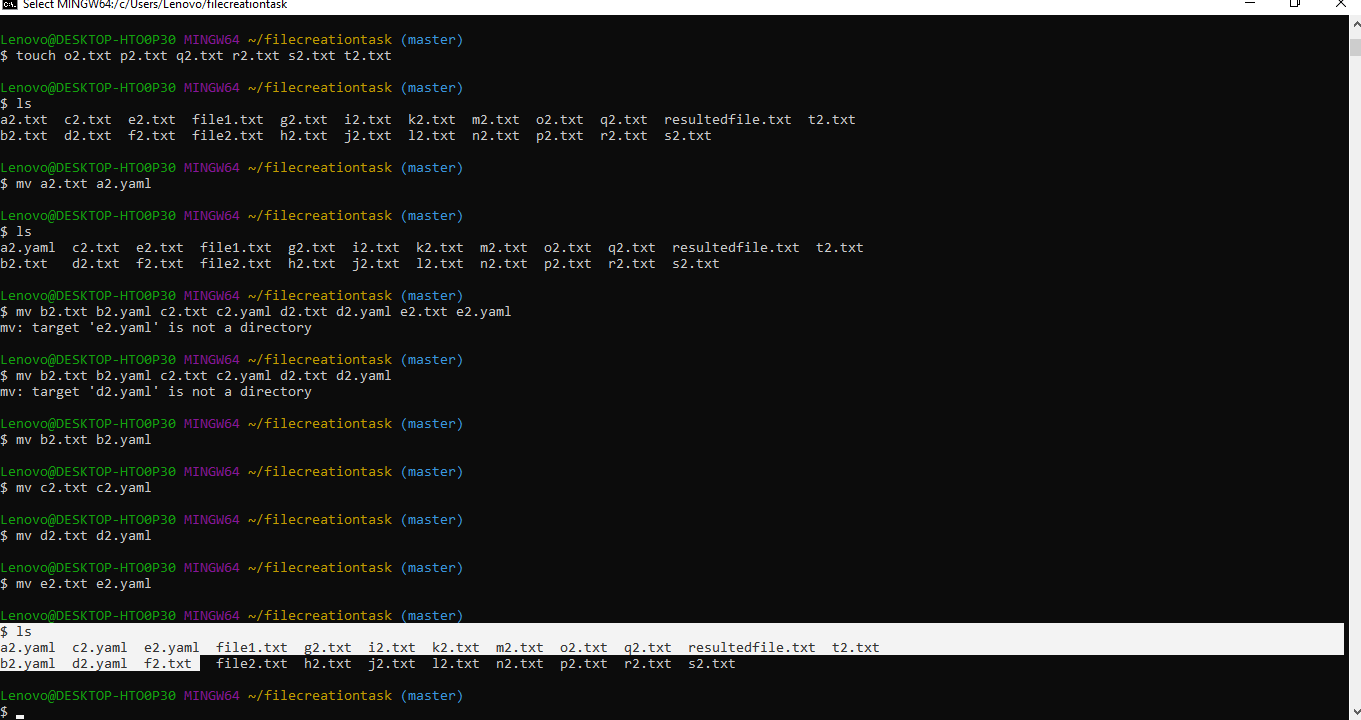 Select MINGW64:/c/Users/Lenovo/filecreationtask
Lenovo@DESKTOP-HTO0P30 MINGW64 ~/filecreationtask (master)
$ touch o2.txt p2.txt q2.txt r2.txt s2.txt t2.txt
Lenovo@DESKTOP-HTO0P30 MINGW64 ~/filecreationtask (master)
$ ls
a2.txt  c2.txt  e2.txt  file1.txt  g2.txt  i2.txt  k2.txt  m2.txt  o2.txt  q2.txt  resultedfile.txt  t2.txt
b2.txt  d2.txt  f2.txt  file2.txt  h2.txt  j2.txt  l2.txt  n2.txt  p2.txt  r2.txt  s2.txt
Lenovo@DESKTOP-HTO0P30 MINGW64 ~/filecreationtask (master)
$ mv a2.txt a2.yaml
Lenovo@DESKTOP-HTO0P30 MINGW64 ~/filecreationtask (master)
$ ls
a2.yaml  c2.txt  e2.txt  file1.txt  g2.txt  i2.txt  k2.txt  m2.txt  o2.txt  q2.txt  resultedfile.txt  t2.txt
b2.txt   d2.txt  f2.txt  file2.txt  h2.txt  j2.txt  l2.txt  n2.txt  p2.txt  r2.txt  s2.txt
Lenovo@DESKTOP-HTO0P30 MINGW64 ~/filecreationtask (master)
$ mv b2.txt b2.yaml c2.txt c2.yaml d2.txt d2.yaml e2.txt e2.yaml
mv: target 'e2.yaml' is not a directory
Lenovo@DESKTOP-HTO0P30 MINGW64 ~/filecreationtask (master)
$ mv b2.txt b2.yaml c2.txt c2.yaml d2.txt d2.yaml
mv: target 'd2.yaml' is not a directory
Lenovo@DESKTOP-HTO0P30 MINGW64 ~/filecreationtask (master)
$ mv b2.txt b2.yaml
Lenovo@DESKTOP-HTO0P30 MINGW64 ~/filecreationtask (master)
$ mv c2.txt c2.yaml
Lenovo@DESKTOP-HTO0P30 MINGW64 ~/filecreationtask (master)
$ mv d2.txt d2.yaml
Lenovo@DESKTOP-HTO0P30 MINGW64 ~/filecreationtask (master)
$ mv e2.txt e2.yaml
Lenovo@DESKTOP-HTO0P30 MINGW64 ~/filecreationtask (master)
$ ls
a2.yaml  c2.yaml  e2.yaml  file1.txt  g2.txt  i2.txt  k2.txt  m2.txt  o2.txt  q2.txt  resultedfile.txt  t2.txt
b2.yaml  d2.yaml  f2.txt   file2.txt  h2.txt  j2.txt  l2.txt  n2.txt  p2.txt  r2.txt  s2.txt
Lenovo@DESKTOP-HTO0P30 MINGW64 ~/filecreationtask (master)
$